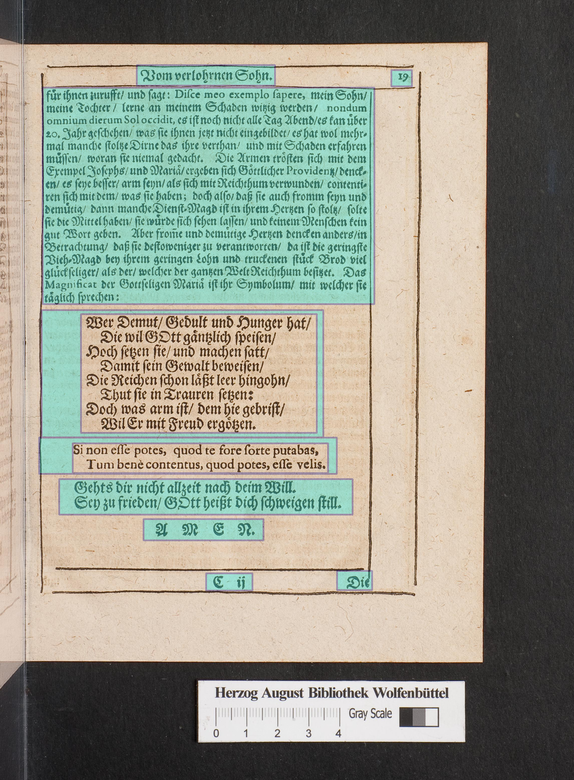 Vom verlohrnen Sohn.
19
für ihnen zurufft/ und sagt: Disce meo exemplo sapere, mein Sohn/
meine Tochter/ lerne an meinem Schaden witzig werden/ nondum
omnium dierum Sol occidit, es ist noch nicht alle Tag Abend/es kan über
20. Jahr geschehen/ was sie ihnen jetzt nicht eingebildet/ es hat wol mehr-
mal manche stoltze Dirne das ihre verthan/ und mit Schaden erfahren
müssen/ woran sie niemal gedacht. Die Armen trösten sich mit dem
Exempel Josephs/ und Mariä/ ergeben sich Göttlicher Providentz/ dencк-
en/ es seye besser/ arm seyn/ als sich mit Reichthum verwunden/ contenti-
ren sich mit dem/ was sie haben; doch also/ daß sie auch fromm seyn und
demütig/ dann manche Dienst-Magd ist in ihrem Hertzen so stoltz/ solte
sie die Mittel haben/ sie würde sich sehen lassen/ und keinem Menschen kein
gut Wort geben. Aber from̃e und demütige Hertzen dencken anders/ in
Betrachtung/ daß sie destoweniger zu verantworten/ da ist die geringste
Vieh-Magd bey ihrem geringen Lohn und truckenen stück Brod viel
glückseliger/ als der/ welcher der gantzen Welt Reichthum besitzet. Das
Magnificat der Gottseligen Mariä ist ihr Symbolum/ mit welcher sie
täglich sprechen:
Wer Demut/ Gedult und Hunger hat/
Die wil GOtt gäntzlich speisen/
Hoch setzen sie/ und machen satt/
Damit sein Gewalt beweisen/
Die Reichen schon läßt leer hingohn/
Thut sie in Trauren setzen:
Doch was arm ist/ dem hie gebrist/
Wil Er mit Freud ergötzen.
Si non esse potes, quod te fore forte putabas,
Tum benè contentus, quod potes, esse velis.
Gehts dir nicht allzeit nach deim Will.
Sey zu frieden/ GOtt heißt dich schweigen still.
A M E N.
C ij
Die
Herzog August Bibliothek Wolfenbüttel
Gray Scale
0 1 2 3 4